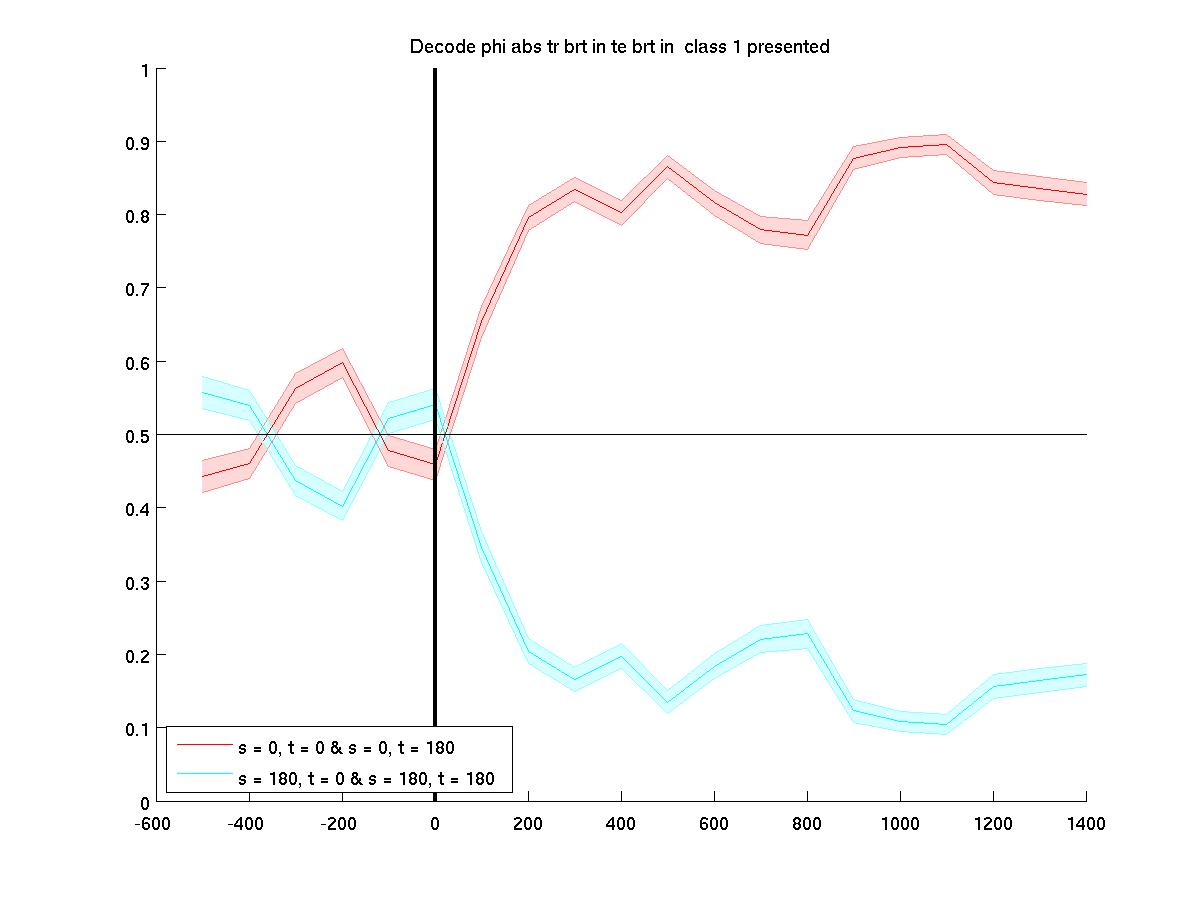 Decode phi abs tr brt in te brt in  class 1 presented
1
0.9
0.8
0.7
0.6
0.5
0.4
0.3
0.2
0.1
0
s = 0, t = 0 & s = 0, t = 180
s = 180, t = 0 & s = 180, t = 180
-600 -400 -200 0 200 400 600 800 1000 1200 1400